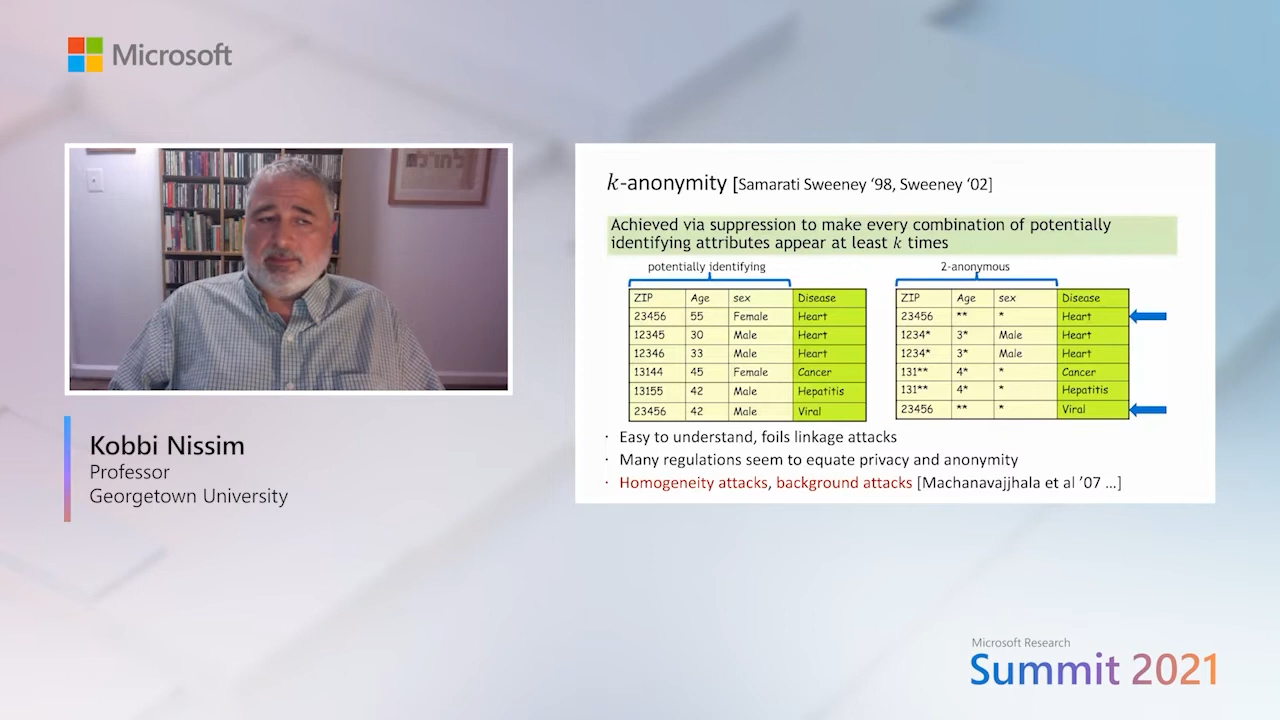 Microsoft
k-anonymity [Samarati Sweeney ‘98, Sweeney ‘02]
Achieved via suppression to make every combination of potentially
identifying attributes appear at least k times
potentially identifying
ZIP Age sex Disease
23456 55 Female Heart
12345 30 Male Heart
12346 33 Male Heart
13144 45 Female Cancer
13155 42 Male Hepatitis
23456 42 Male Viral
2-anonymous
ZIP Age sex Disease
23456 ** * Heart
1234* 3* Male Heart
1234* 3* Male Heart
131** 4* * Cancer
131** 4* * Hepatitis
23456 ** * Viral
· Easy to understand, foils linkage attacks
· Many regulations seem to equate privacy and anonymity
· Homogeneity attacks, background attacks [Machanavajjhala et al ’07 …]
Kobbi Nissim
Professor
Georgetown University
Microsoft Research
Summit 2021